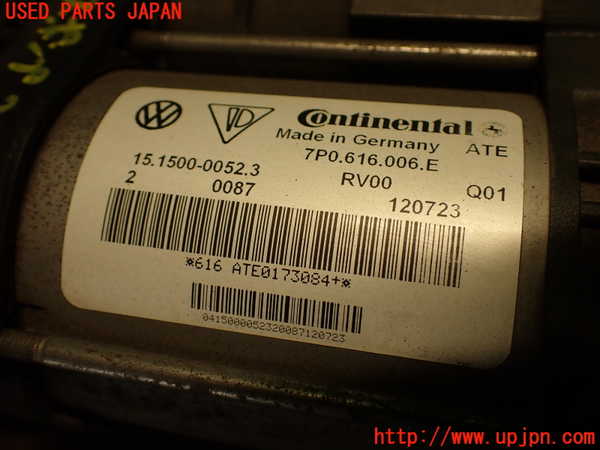 USED PARTS JAPAN
Continental
Made in Germany ATE
15.1500-0052.3 7P0.616.006.E
2 0087 RV00 Q01
120723
*616 ATE0173084+*
0415000052320087120723
http://www.upjpn.com/